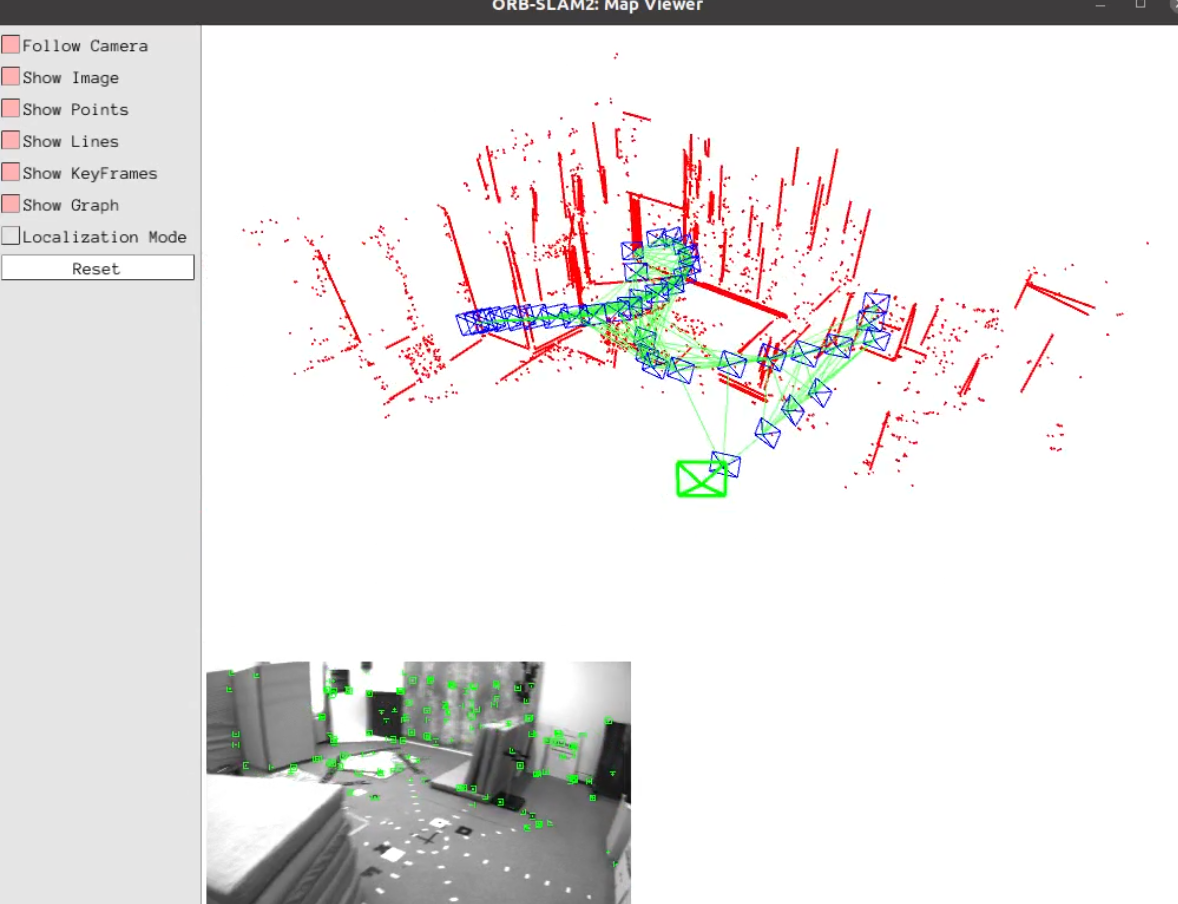 ORB-SLAM2: Map Viewer
Follow Camera
Show Image
Show Points
Show Lines
Show KeyFrames
Show Graph
Localization Mode
Reset